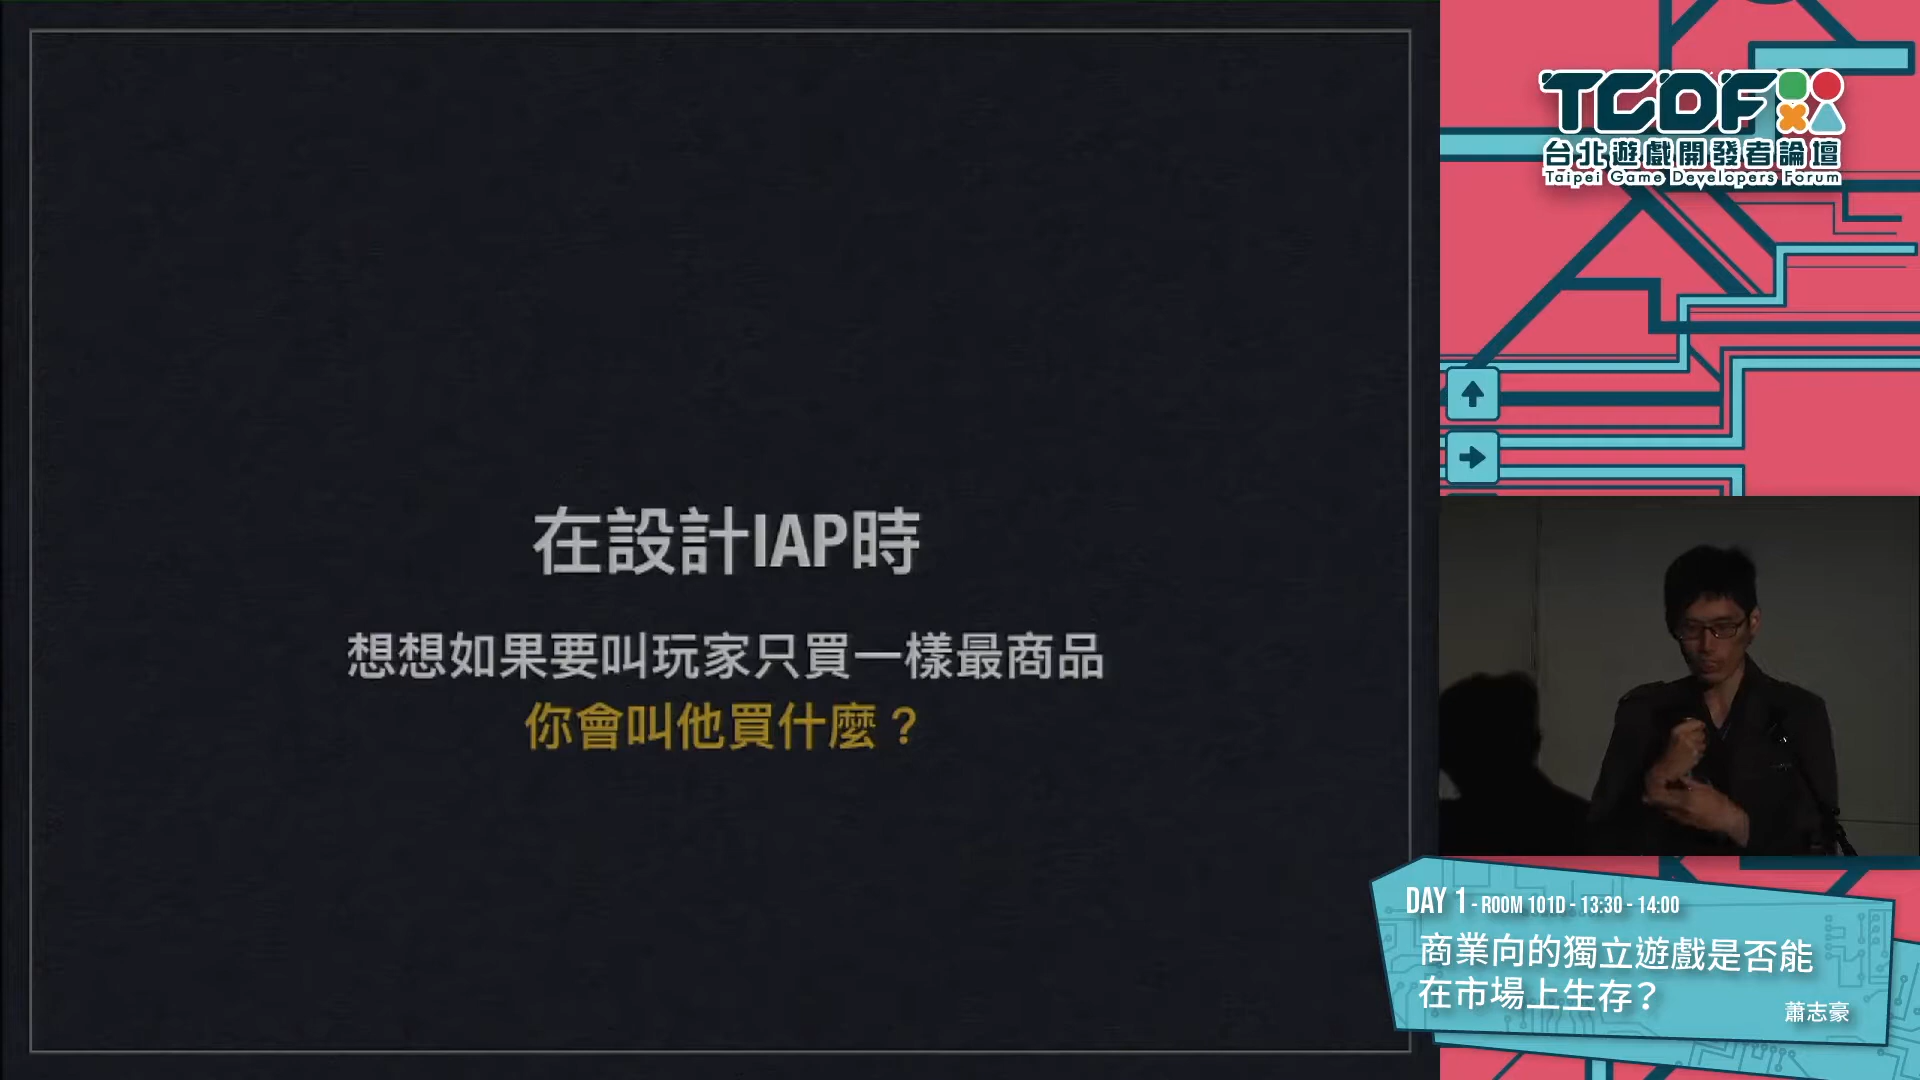 在設計IAP時
想想如果要叫玩家只買一樣最商品
你會叫他買什麼？
TGDF
台北遊戲開發者論壇
Taipei Game Developers Forum
DAY 1 - ROOM 101D - 13:30 - 14:00
商業向的獨立遊戲是否能
在市場上生存？
蕭志豪